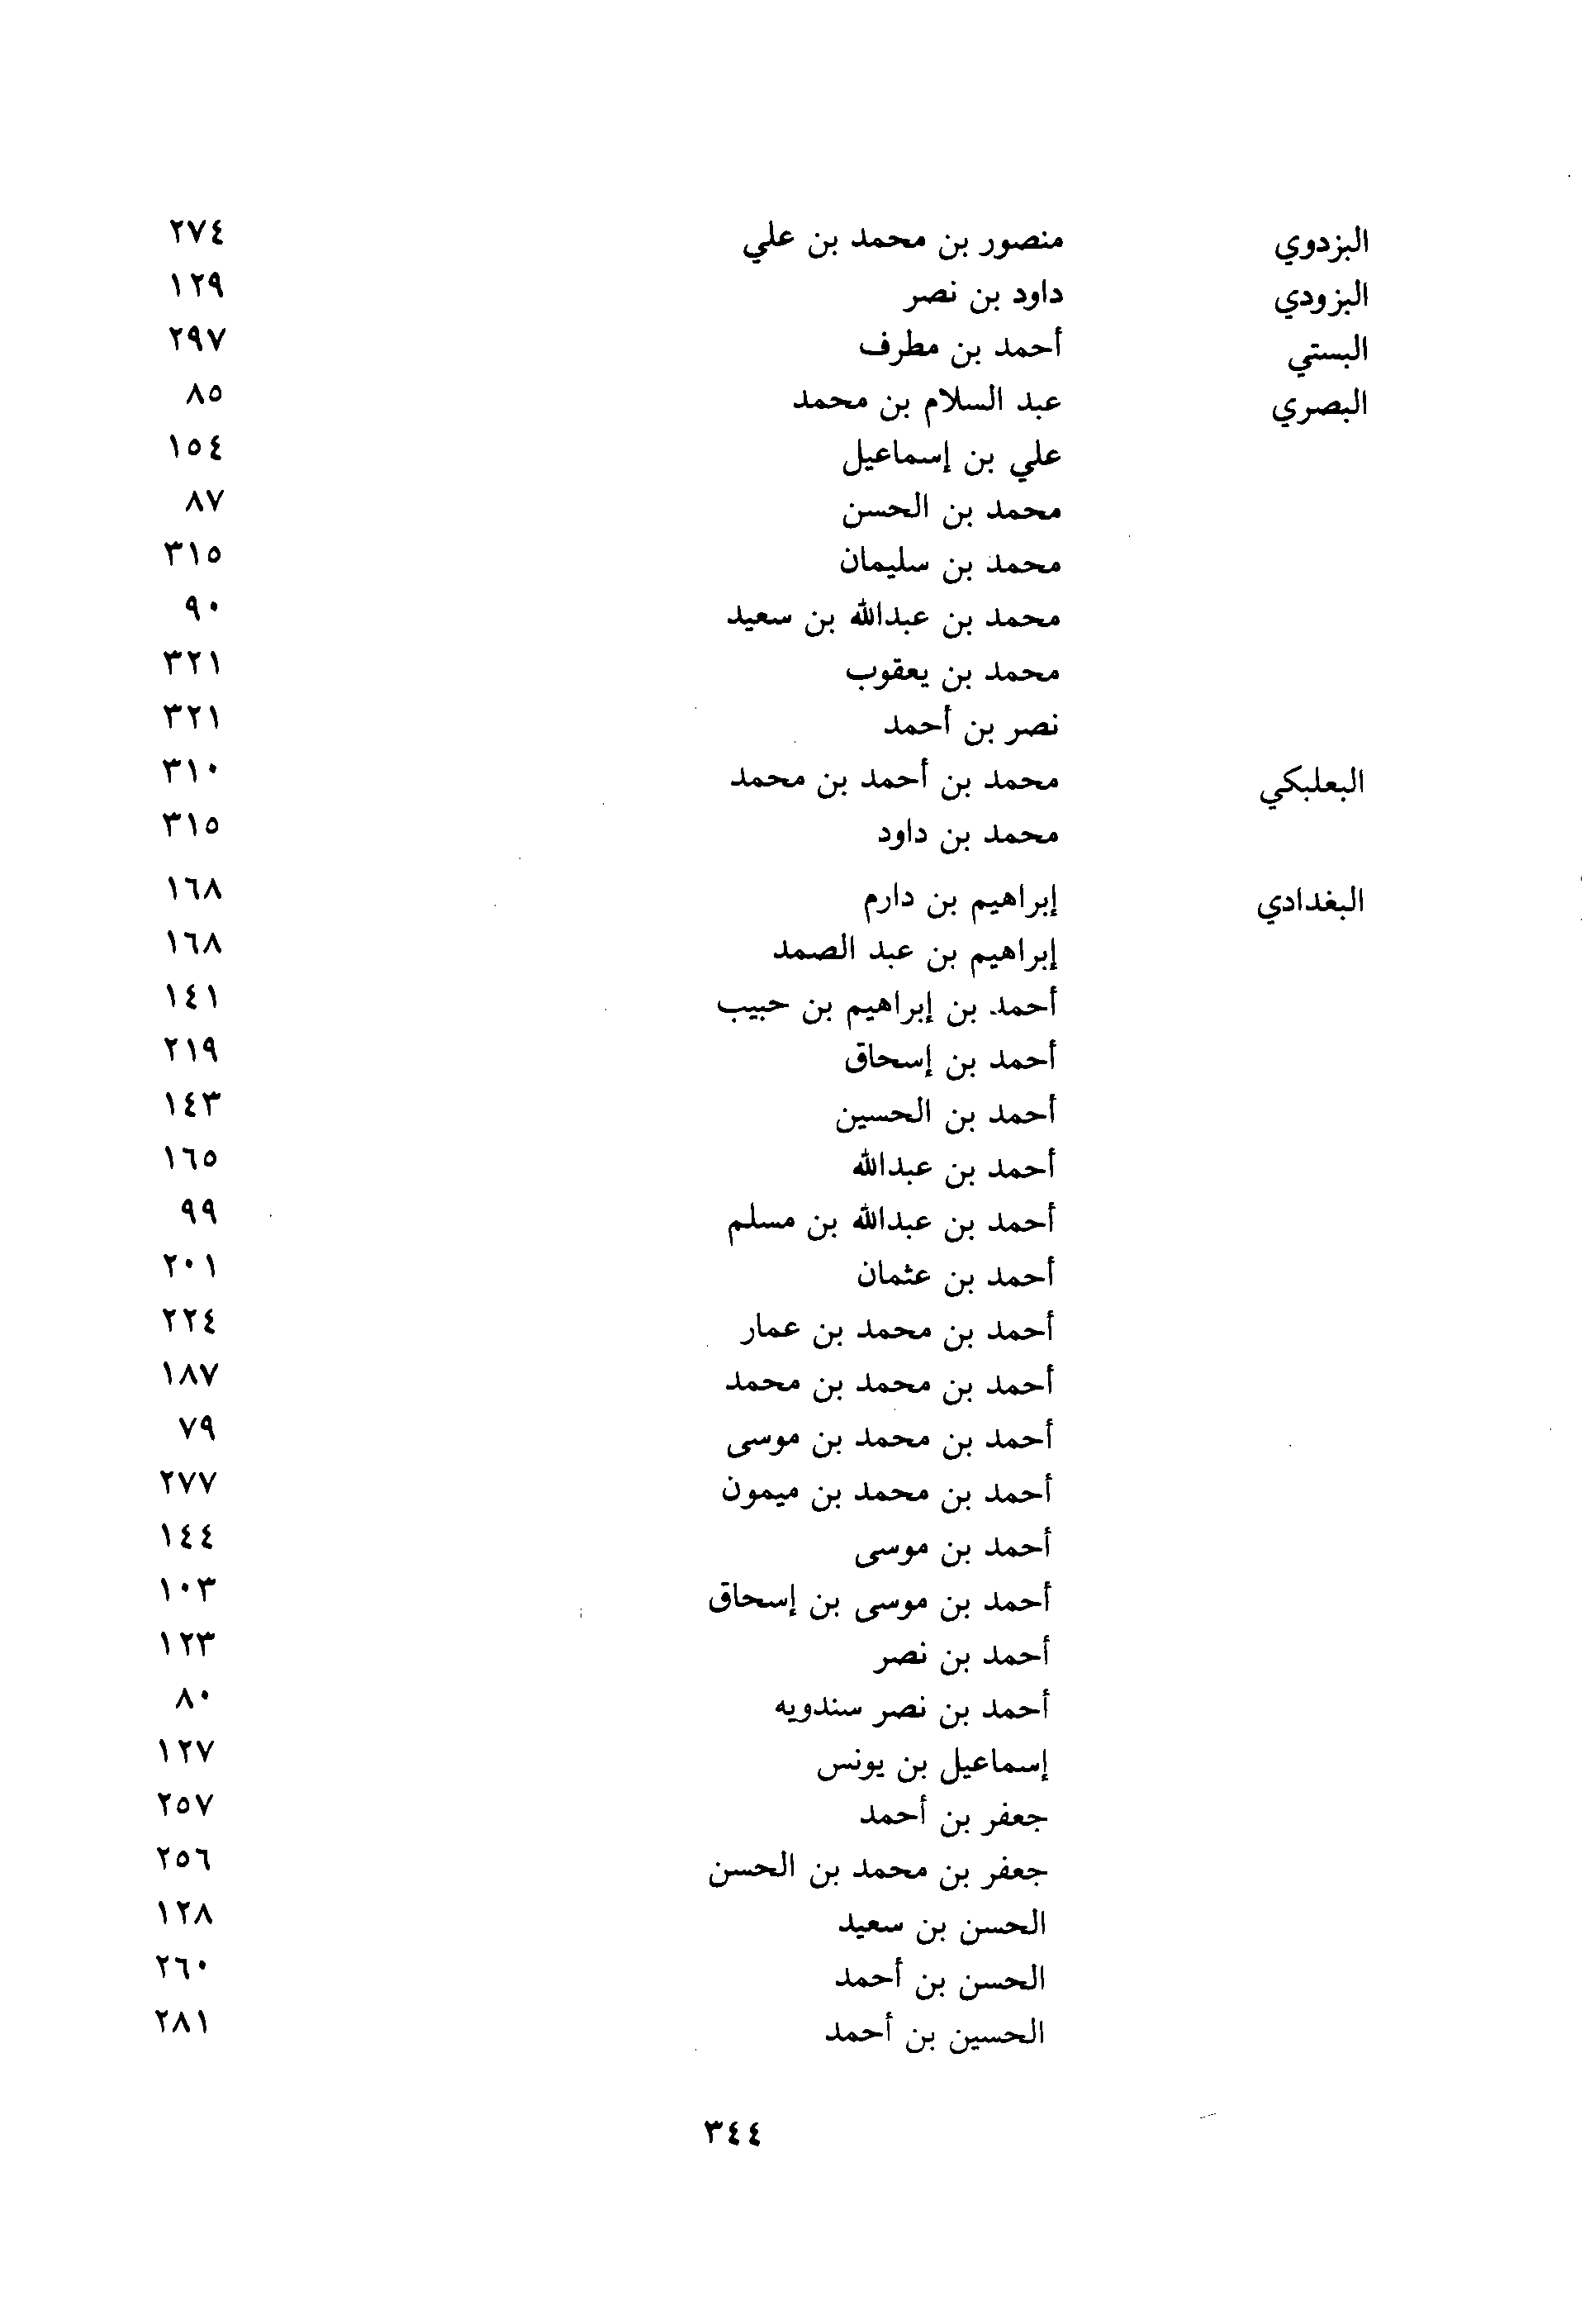 البزدوي منصور بن محمد بن علي ٢٧٤
البزودي داود بن نصر ١٢٩
البستي أحمد بن مطرف ٢٩٧
البصري عبد السلام بن محمد ٨٥
علي بن إسماعيل ١٥٤
محمد بن الحسن ٨٧
محمد بن سليمان ٣١٥
محمد بن عبدالله بن سعيد ٩٠
محمد بن يعقوب ٣٢١
نصر بن أحمد ٣٢١
البعلبكي محمد بن أحمد بن محمد ٣١٠
محمد بن داود ٣١٥
البغدادي إبراهيم بن دارم ١٦٨
إبراهيم بن عبد الصمد ١٦٨
أحمد بن إبراهيم بن حبيب ١٤١
أحمد بن إسحاق ٢١٩
أحمد بن الحسين ١٤٣
أحمد بن عبدالله ١٦٥
أحمد بن عبدالله بن مسلم ٩٩
أحمد بن عثمان ٢٠١
أحمد بن محمد بن عمار ٢٢٤
أحمد بن محمد بن محمد ١٨٧
أحمد بن محمد بن موسى ٧٩
أحمد بن محمد بن ميمون ٢٧٧
أحمد بن موسى ١٤٤
أحمد بن موسى بن إسحاق ١٠٣
أحمد بن نصر ١٢٣
أحمد بن نصر سندويه ٨٠
إسماعيل بن يونس ١٢٧
جعفر بن أحمد ٢٥٧
جعفر بن محمد بن الحسن ٢٥٦
الحسن بن سعيد ١٢٨
الحسن بن أحمد ٢٦٠
الحسين بن أحمد ٢٨١
٣٤٤